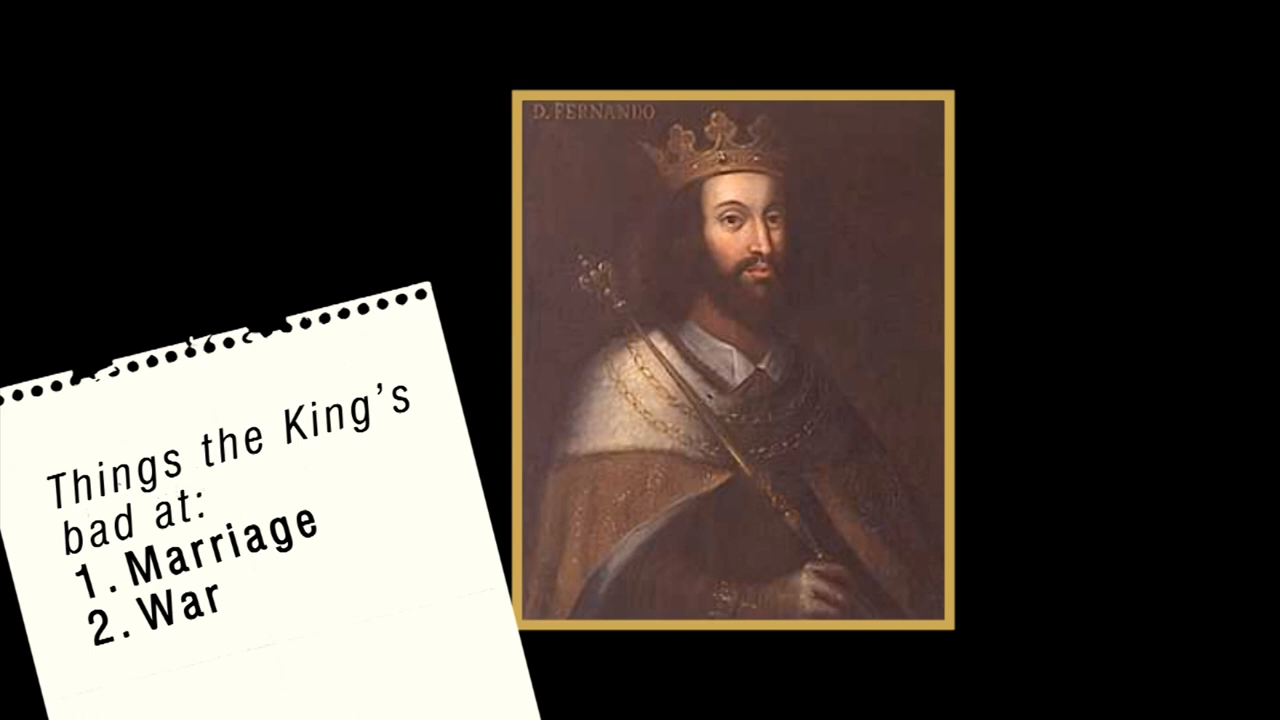 D. FERNANDO
Things the King’s
bad at:
1. Marriage
2. War